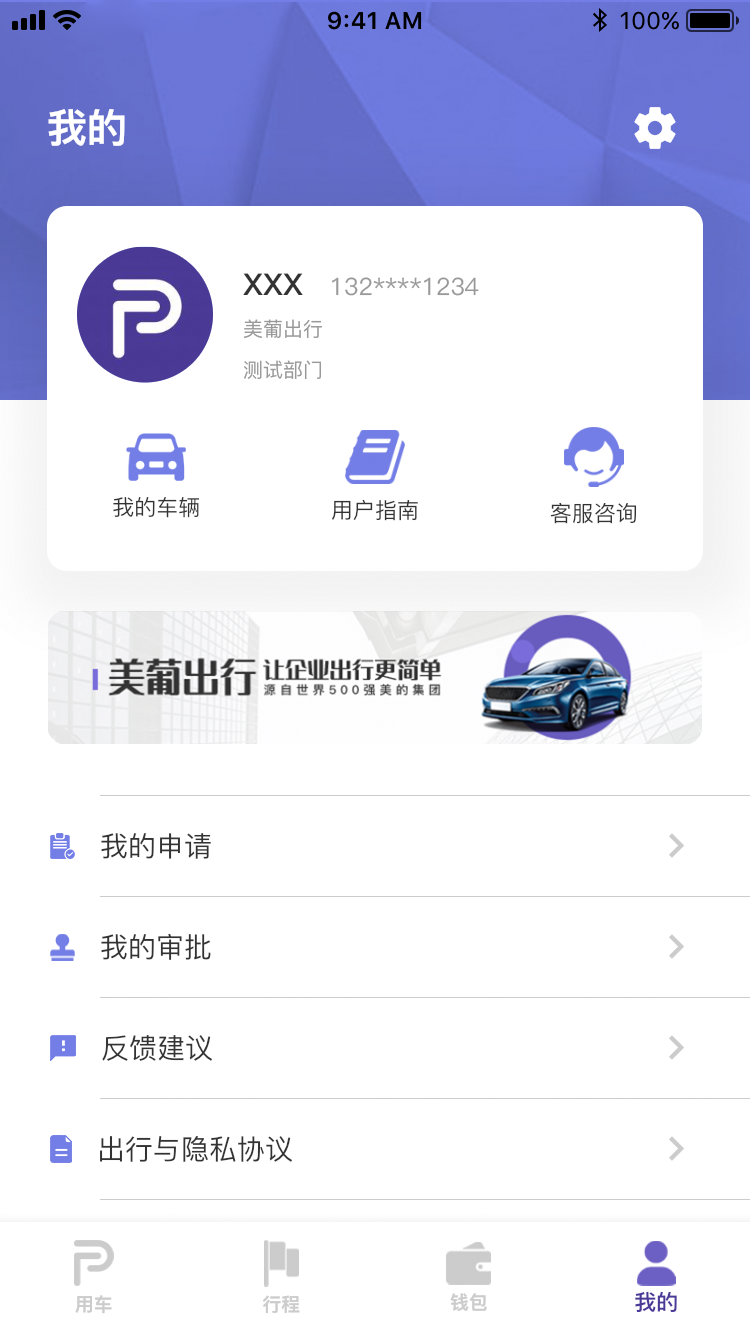 9:41 AM 100%
我的
XXX 132****1234
美葡出行
测试部门
我的车辆 用户指南 客服咨询
美葡出行 让企业出行更简单
源自世界500强美的集团
我的申请
我的审批
反馈建议
出行与隐私协议
用车 行程 钱包 我的